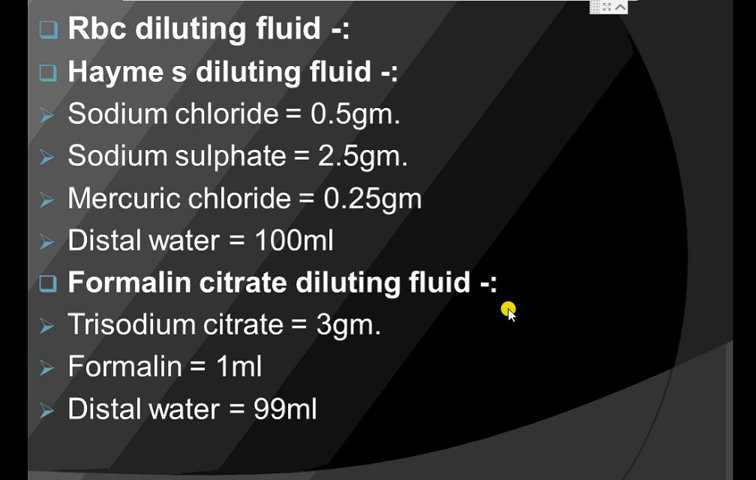 Rbc diluting fluid -:
Hayme s diluting fluid -:
Sodium chloride = 0.5gm.
Sodium sulphate = 2.5gm.
Mercuric chloride = 0.25gm
Distal water = 100ml
Formalin citrate diluting fluid -:
Trisodium citrate = 3gm.
Formalin = 1ml
Distal water = 99ml